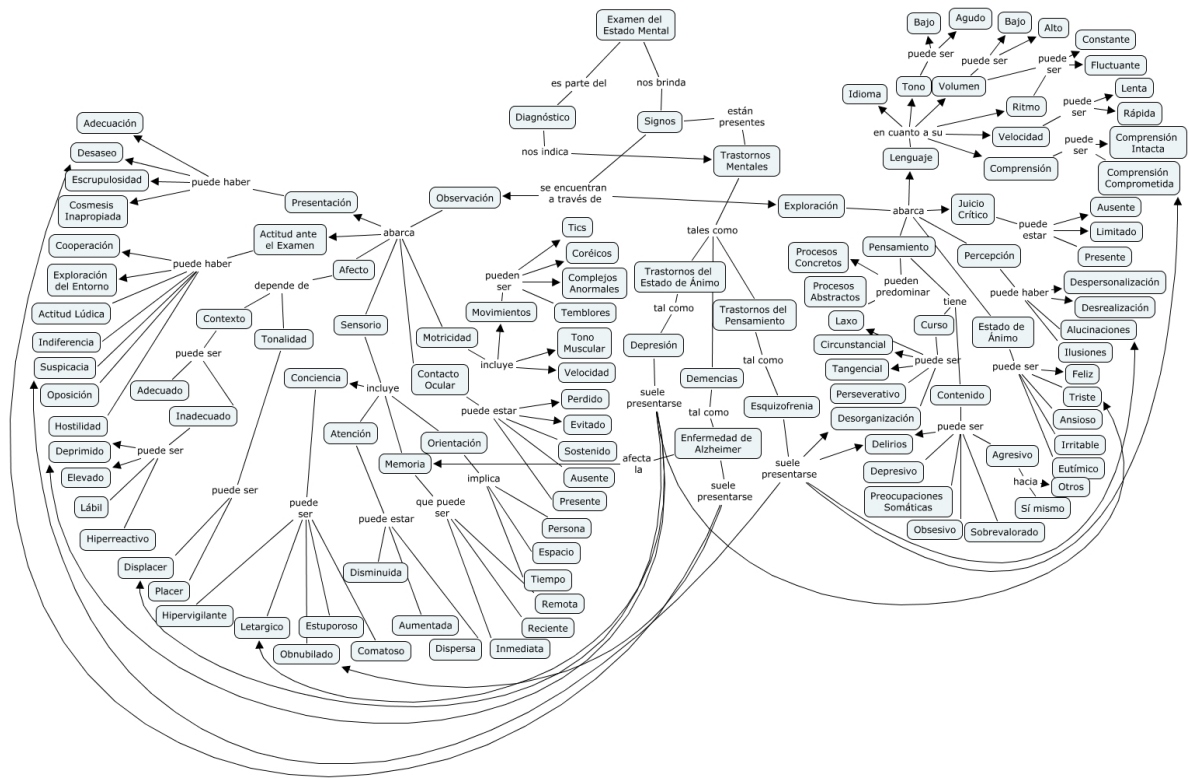 Examen del
Estado Mental
es parte del
nos brinda
Diagnóstico
Signos
están
presentes
nos indica
Trastornos
Mentales
se encuentran
a través de
Observación
Exploración
abarca
Presentación
puede haber
Adecuación
Desaseo
Escrupulosidad
Cosmesis
Inapropiada
Actitud ante
el Examen
puede haber
Cooperación
Exploración
del Entorno
Actitud Lúdica
Indiferencia
Suspicacia
Oposición
Hostilidad
Afecto
depende de
Contexto
Tonalidad
puede ser
Adecuado
Inadecuado
puede ser
Deprimido
Elevado
Lábil
Hiperreactivo
puede ser
Displacer
Placer
Sensorio
incluye
Conciencia
puede
ser
Hipervigilante
Letargico
Obnubilado
Estuporoso
Comatoso
Atención
puede estar
Disminuida
Aumentada
Dispersa
Memoria
que puede
ser
Inmediata
Reciente
Remota
Orientación
implica
Persona
Espacio
Tiempo
Motricidad
incluye
Movimientos
pueden
ser
Tics
Coréicos
Complejos
Anormales
Temblores
Tono
Muscular
Velocidad
Contacto
Ocular
puede estar
Perdido
Evitado
Sostenido
Ausente
Presente
tales como
Trastornos del
Estado de Ánimo
tal como
Depresión
suele
presentarse
Demencias
tal como
Enfermedad de
Alzheimer
afecta
la
suele
presentarse
Trastornos del
Pensamiento
tal como
Esquizofrenia
suele
presentarse
abarca
Lenguaje
en cuanto a su
Idioma
Tono
puede ser
Bajo
Agudo
Volumen
puede ser
Bajo
Alto
Ritmo
puede
ser
Constante
Fluctuante
Velocidad
puede
ser
Lenta
Rápida
Comprensión
puede
ser
Comprensión
Intacta
Comprensión
Comprometida
Juicio
Crítico
puede
estar
Ausente
Limitado
Presente
Pensamiento
pueden
predominar
Procesos
Concretos
Procesos
Abstractos
tiene
Curso
puede ser
Laxo
Circunstancial
Tangencial
Perseverativo
Desorganización
Contenido
puede ser
Delirios
Depresivo
Preocupaciones
Somáticas
Obsesivo
Sobrevalorado
Agresivo
hacia
Otros
Sí mismo
Percepción
puede haber
Despersonalización
Desrealización
Alucinaciones
Ilusiones
Estado de
Ánimo
puede ser
Feliz
Triste
Ansioso
Irritable
Eutímico